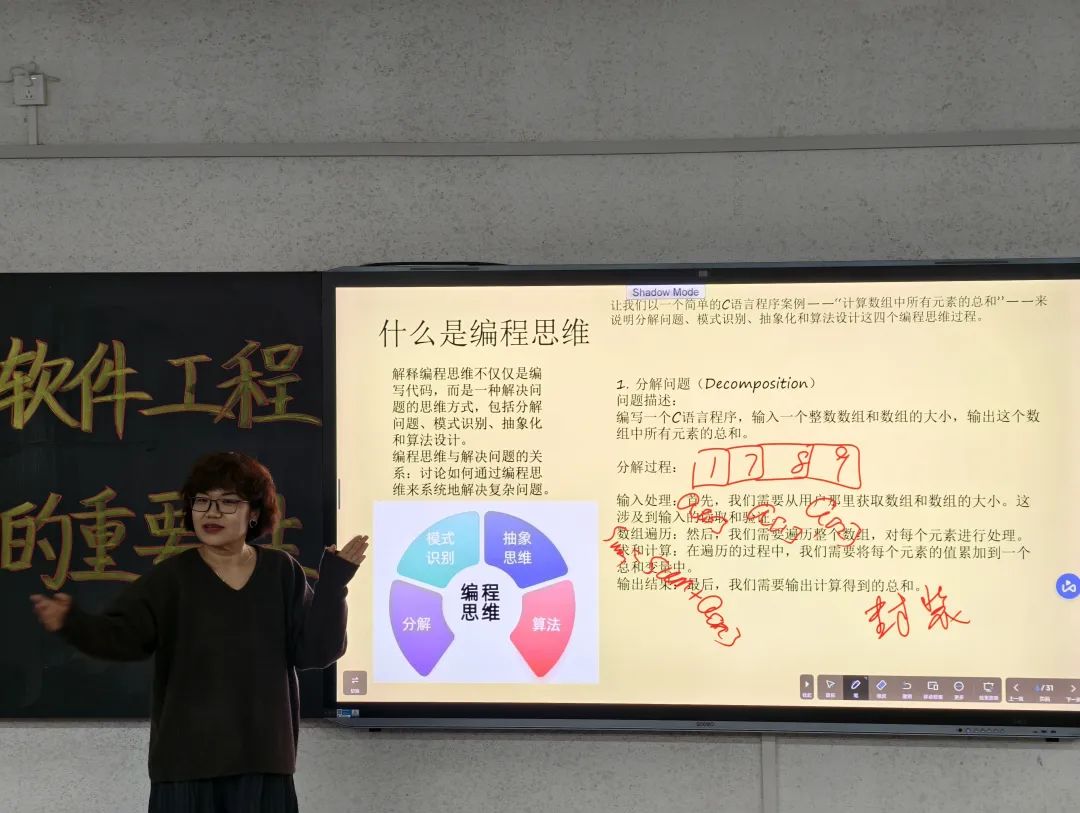 软件工程
的重要性
Shadow Mode
什么是编程思维
解释编程思维不仅仅是编
写代码，而是一种解决问
题的思维方式，包括分解
问题、模式识别、抽象化
和算法设计。
编程思维与解决问题的关
系：讨论如何通过编程思
维来系统地解决复杂问题。
模式
识别
抽象
思维
编程
思维
分解
算法
让我们以一个简单的C语言程序案例——“计算数组中所有元素的总和”——来
说明分解问题、模式识别、抽象化和算法设计这四个编程思维过程。
1. 分解问题（Decomposition）
问题描述：
编写一个C语言程序，输入一个整数数组和数组的大小，输出这个数
组中所有元素的总和。
分解过程：
1 7 8 9
输入处理：首先，我们需要从用户那里获取数组和数组的大小。这
涉及到输入的读取和验证。
数组遍历：然后，我们需要遍历整个数组，对每个元素进行处理。
求和计算：在遍历的过程中，我们需要将每个元素的值累加到一个
总和变量中。
输出结果：最后，我们需要输出计算得到的总和。
封装
/31
上一页